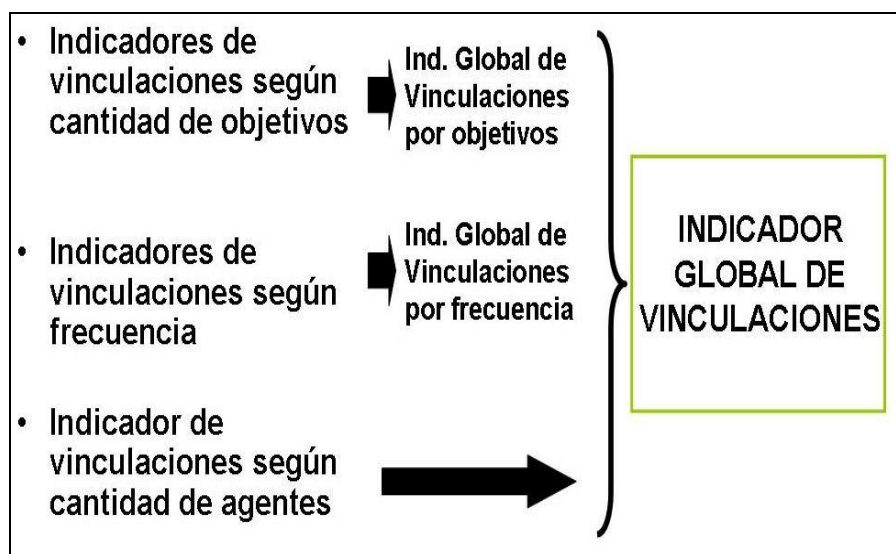 • Indicadores de
vinculaciones según
cantidad de objetivos
Ind. Global de
Vinculaciones
por objetivos
• Indicadores de
vinculaciones según
frecuencia
Ind. Global de
Vinculaciones
por frecuencia
• Indicador de
vinculaciones según
cantidad de agentes
INDICADOR
GLOBAL DE
VINCULACIONES